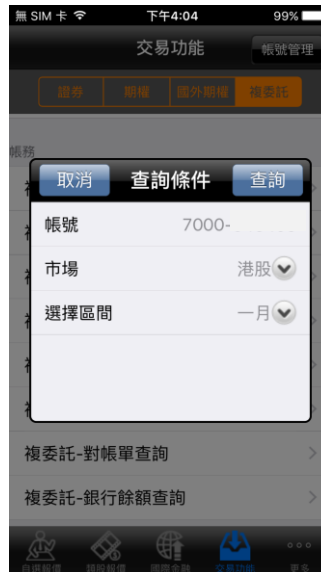 無 SIM 卡 下午4:04 99%
交易功能 帳號管理
證券 期權 國外期權 複委託
帳務
取消 查詢條件 查詢
帳號 7000-
市場 港股
選擇區間 一月
複委託-對帳單查詢
複委託-銀行餘額查詢
自選報價 類股報價 國際金融 交易功能 更多